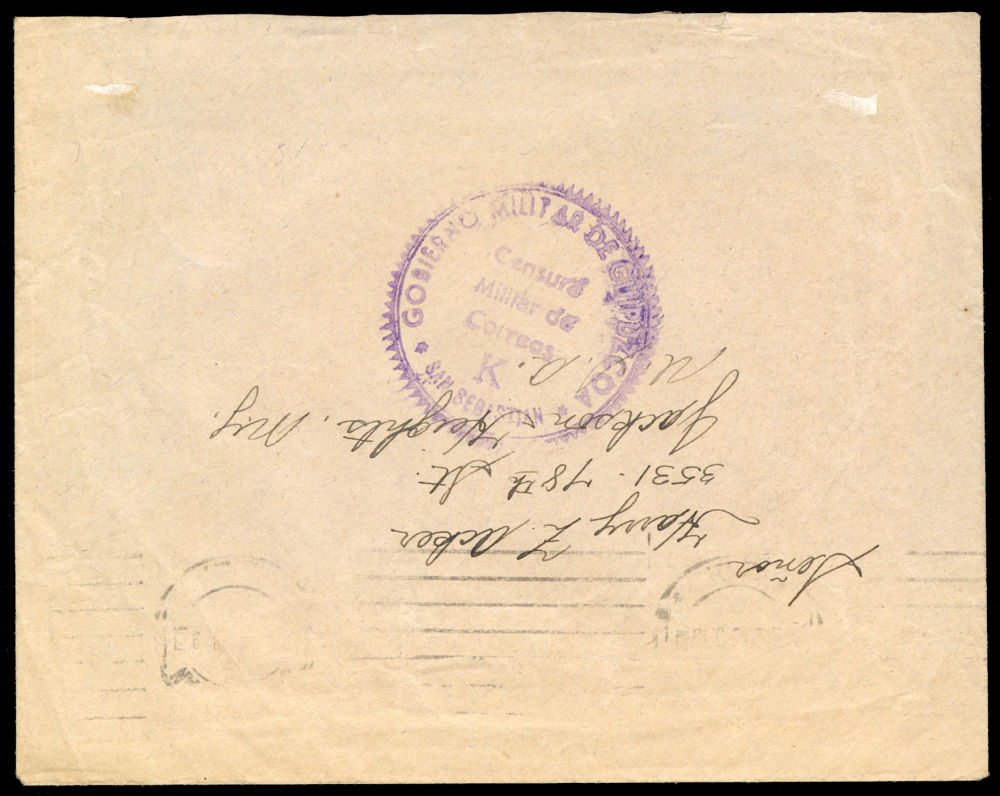 GOBIERNO MILITAR DE GUIPUZCOA
Censura
Militar de
Correos
K
SAN SEBASTIAN
Señor
Harry L. Acker
3531 - 78th St.
Jackson Heights, N.Y.
U.S.A.